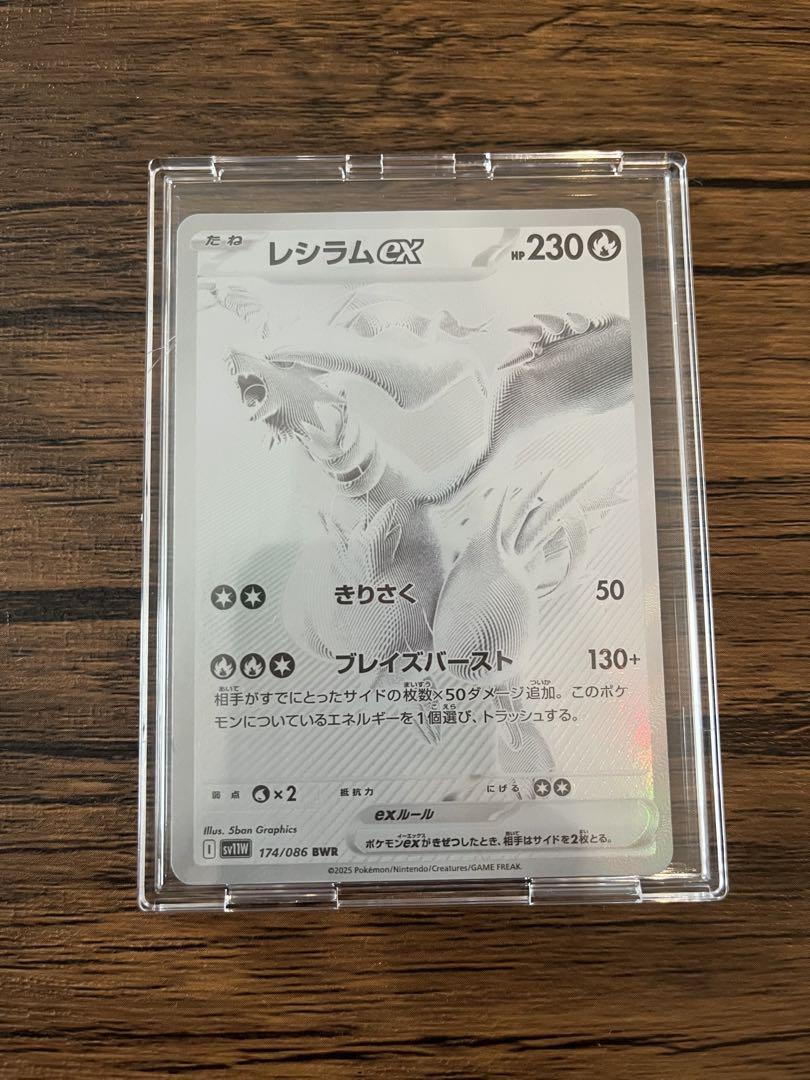 たね レシラムex HP230
きりさく 50
ブレイズバースト 130+
相手がすでにとったサイドの枚数×50ダメージ追加。このポケ
モンについているエネルギーを1個選び、トラッシュする。
弱点 ×2 抵抗力 にげる
exルール
ポケモンexがきぜつしたとき、相手はサイドを2枚とる。
Illus. 5ban Graphics
I sv11W 174/086 BWR
©2025 Pokémon/Nintendo/Creatures/GAME FREAK.